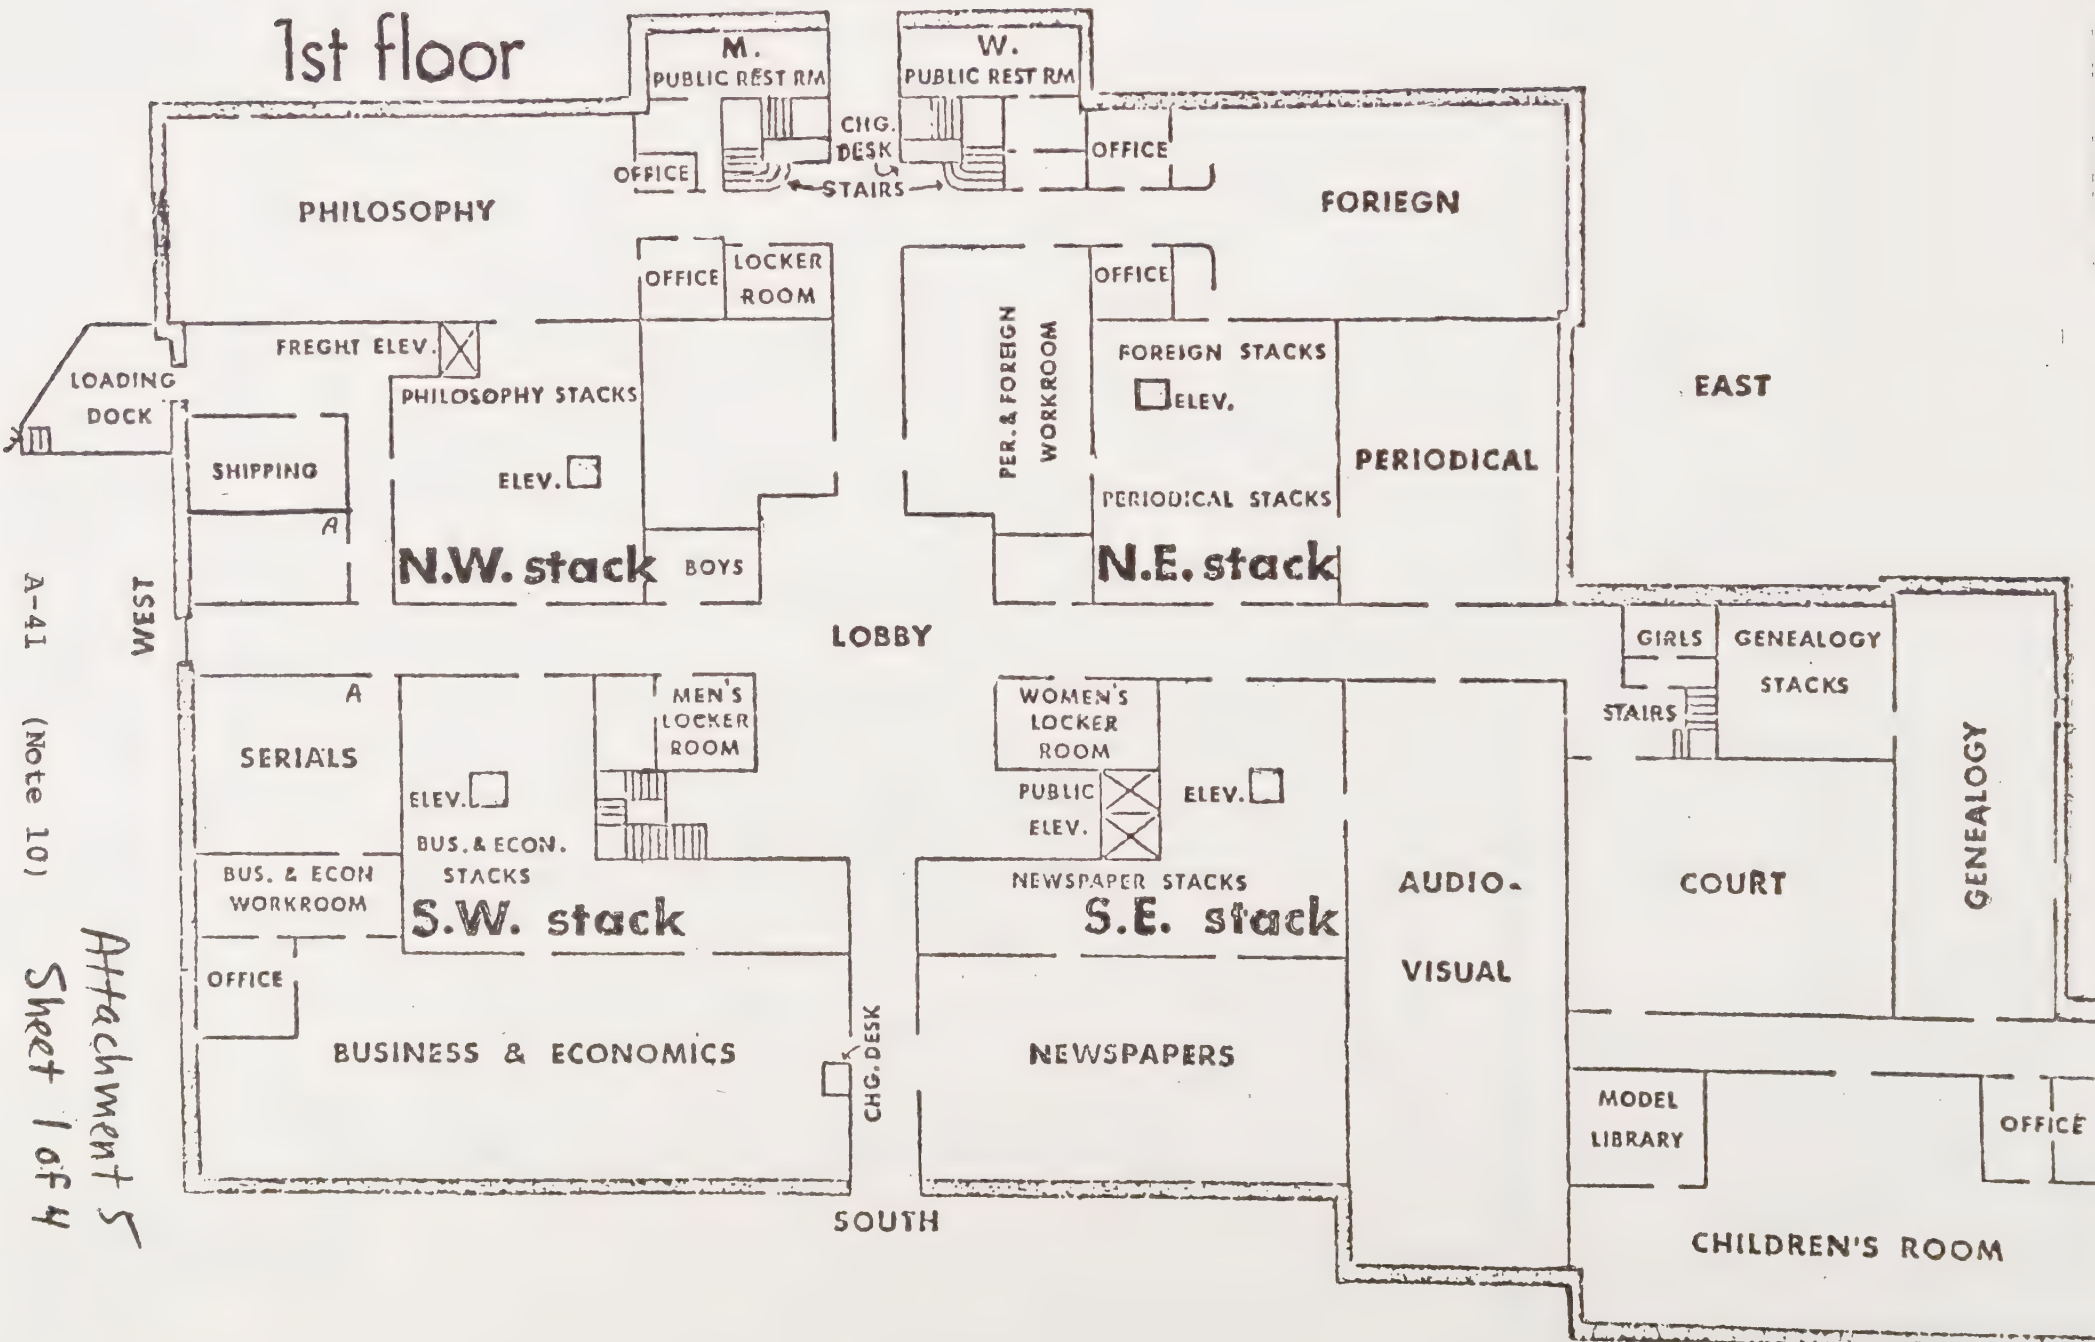 1st floor
M.
PUBLIC REST RM
W.
PUBLIC REST RM
CHG.
DESK
STAIRS
OFFICE
OFFICE
PHILOSOPHY
FORIEGN
OFFICE
LOCKER
ROOM
OFFICE
FREGHT ELEV.
LOADING
DOCK
PHILOSOPHY STACKS
PER. & FOREIGN
WORKROOM
FOREIGN STACKS
ELEV.
EAST
SHIPPING
ELEV.
PERIODICAL
PERIODICAL STACKS
A
N.W. stack
BOYS
N.E. stack
WEST
LOBBY
GIRLS
GENEALOGY
STACKS
STAIRS
A
SERIALS
MEN'S
LOCKER
ROOM
WOMEN'S
LOCKER
ROOM
ELEV.
PUBLIC
ELEV.
ELEV.
GENEALOGY
BUS. & ECON.
STACKS
BUS. & ECON
WORKROOM
NEWSPAPER STACKS
AUDIO-
VISUAL
COURT
S.W. stack
S.E. stack
OFFICE
BUSINESS & ECONOMICS
CHG. DESK
NEWSPAPERS
MODEL
LIBRARY
OFFICE
SOUTH
CHILDREN'S ROOM
A-41 (Note 10)
Attachment 5
Sheet 1 of 4